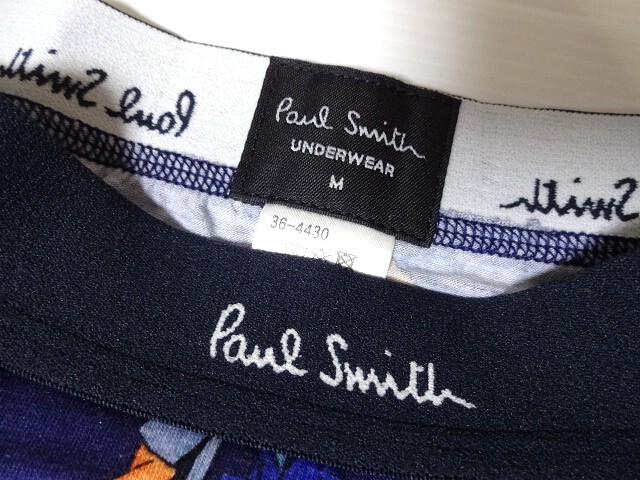 Paul Smith
Paul Smith
UNDERWEAR
M
Smith
36-4430
Paul Smith